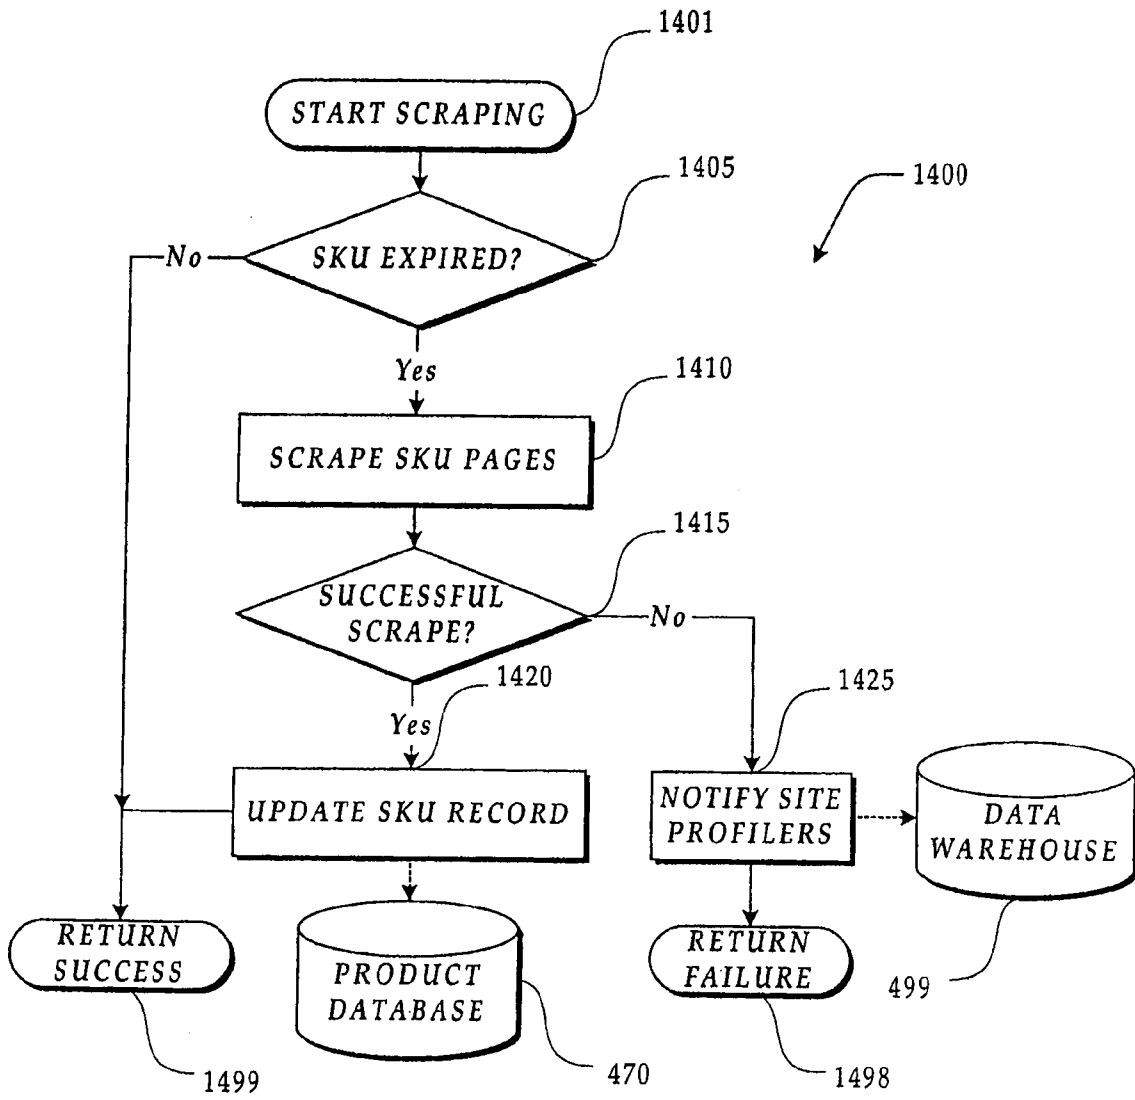 1401
START SCRAPING
1405
1400
SKU EXPIRED?
No
Yes
1410
SCRAPE SKU PAGES
1415
SUCCESSFUL
SCRAPE?
No
1420
1425
Yes
UPDATE SKU RECORD
NOTIFY SITE
PROFILERS
DATA
WAREHOUSE
RETURN
SUCCESS
PRODUCT
DATABASE
RETURN
FAILURE
499
1499
470
1498